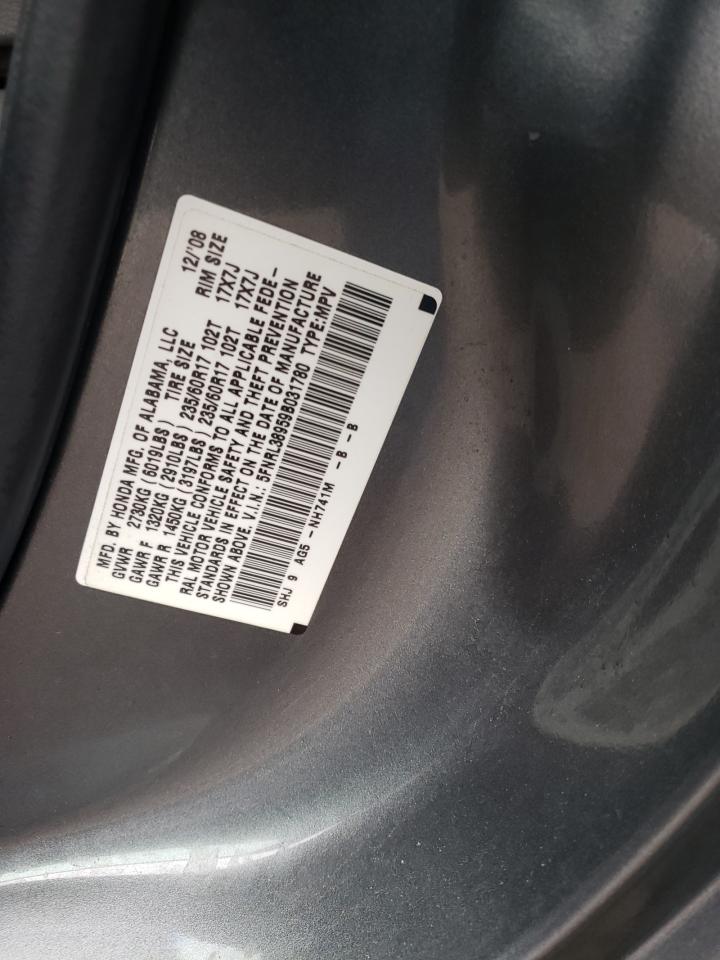 MFD. BY HONDA MFG. OF ALABAMA, LLC 12/'08
GVWR 2730KG (6019LBS) TIRE SIZE RIM SIZE
GAWR F 1320KG (2910LBS) 235/60R17 102T 17X7J
GAWR R 1450KG (3197LBS) 235/60R17 102T 17X7J
THIS VEHICLE CONFORMS TO ALL APPLICABLE FEDE-
RAL MOTOR VEHICLE SAFETY AND THEFT PREVENTION
STANDARDS IN EFFECT ON THE DATE OF MANUFACTURE
SHOWN ABOVE. V.I.N.: 5FNRL38959B031780 TYPE:MPV
SHJ 9 AG5 - NH741M - B - B